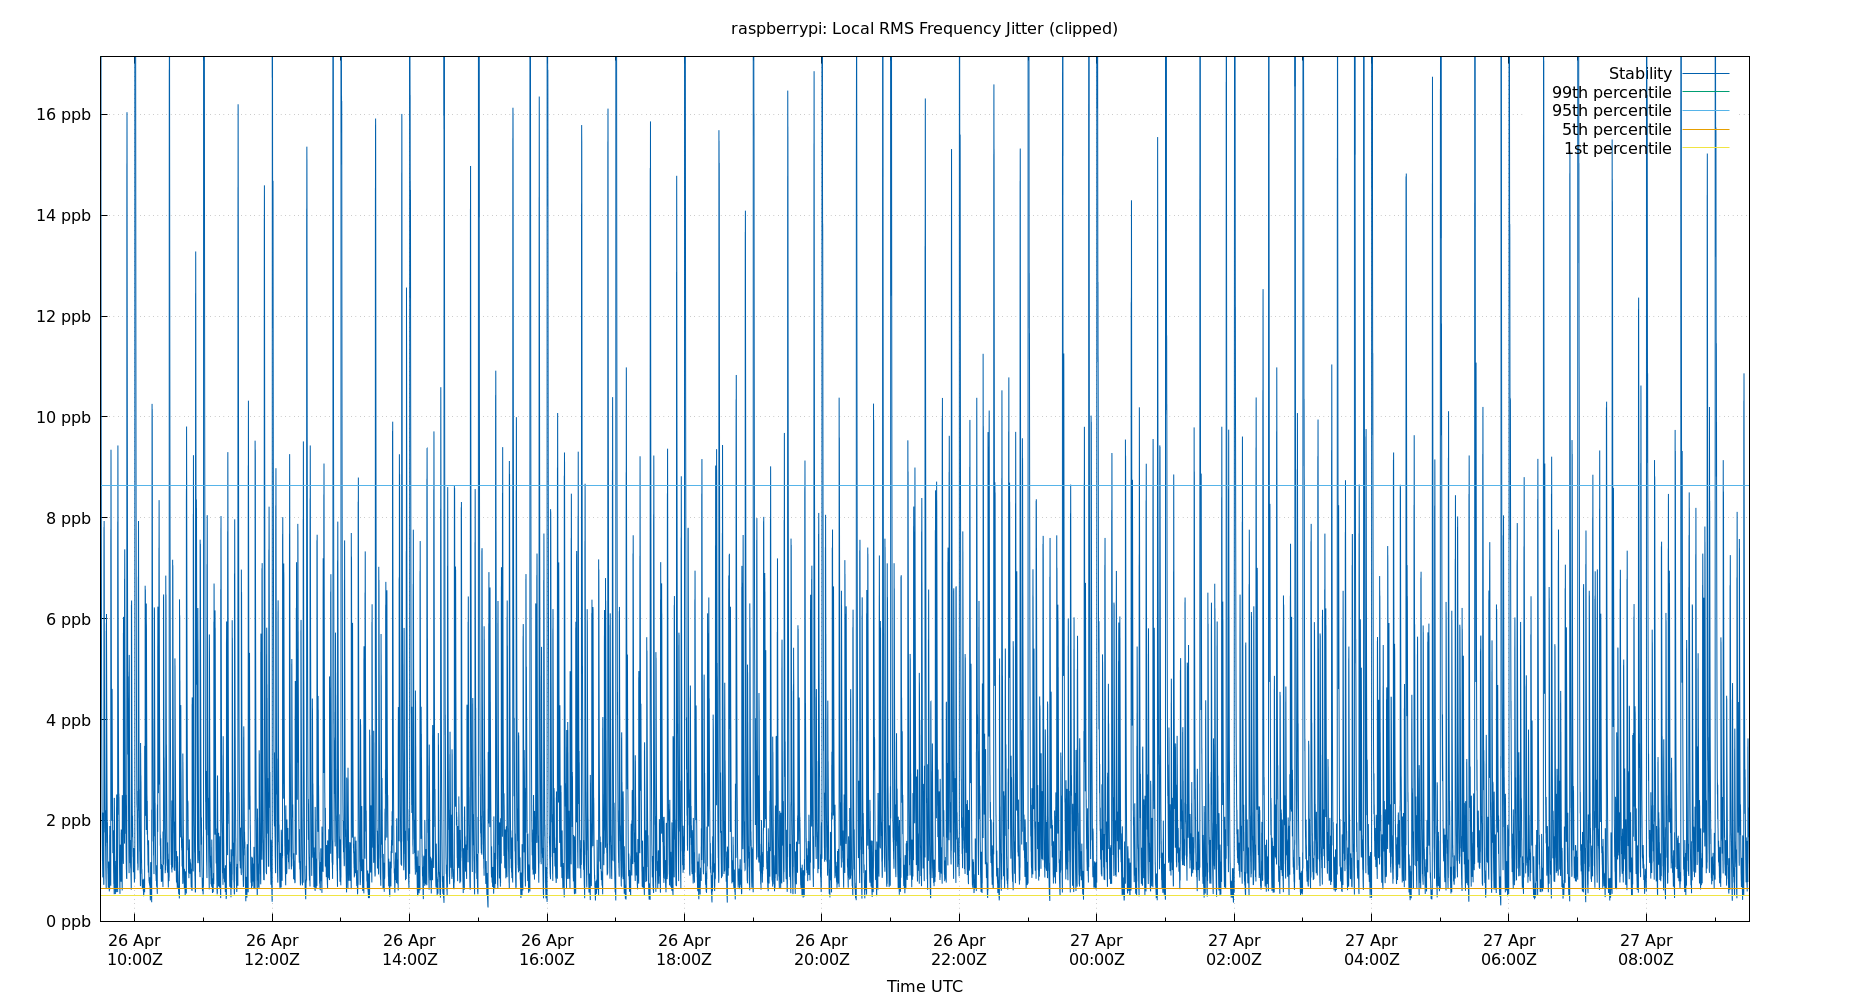 raspberrypi: Local RMS Frequency Jitter (clipped)
Stability
99th percentile
95th percentile
5th percentile
1st percentile
16 ppb
14 ppb
12 ppb
10 ppb
8 ppb
6 ppb
4 ppb
2 ppb
0 ppb
26 Apr 26 Apr 26 Apr 26 Apr 26 Apr 26 Apr 26 Apr 27 Apr 27 Apr 27 Apr 27 Apr 27 Apr
10:00Z 12:00Z 14:00Z 16:00Z 18:00Z 20:00Z 22:00Z 00:00Z 02:00Z 04:00Z 06:00Z 08:00Z
Time UTC